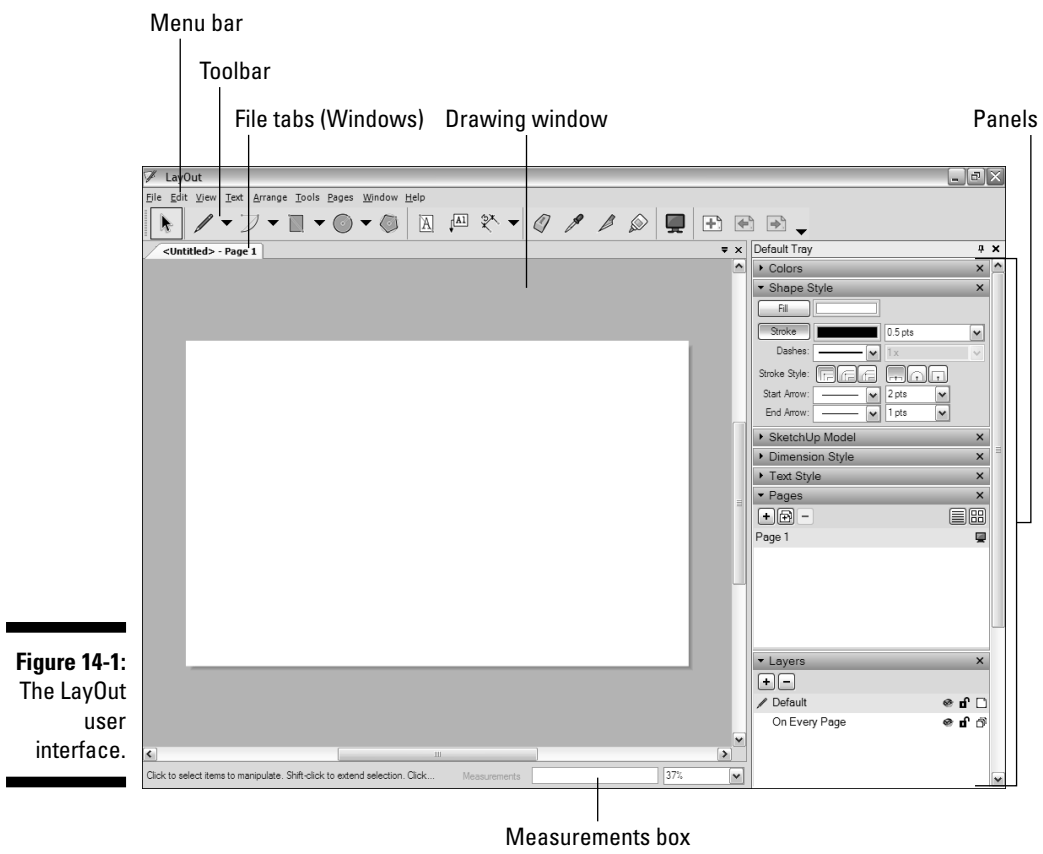 Menu bar
Toolbar
File tabs (Windows)
Drawing window
Panels
LayOut
File Edit View Text Arrange Tools Pages Window Help
A A1
<Untitled> - Page 1
Default Tray
Colors
Shape Style
Fill
Stroke 0.5 pts
Dashes: 1x
Stroke Style:
Start Arrow: 2 pts
End Arrow: 1 pts
SketchUp Model
Dimension Style
Text Style
Pages
Page 1
Layers
Default
On Every Page
Click to select items to manipulate. Shift-click to extend selection. Click... Measurements 37%
Measurements box
Figure 14-1:
The LayOut
user
interface.